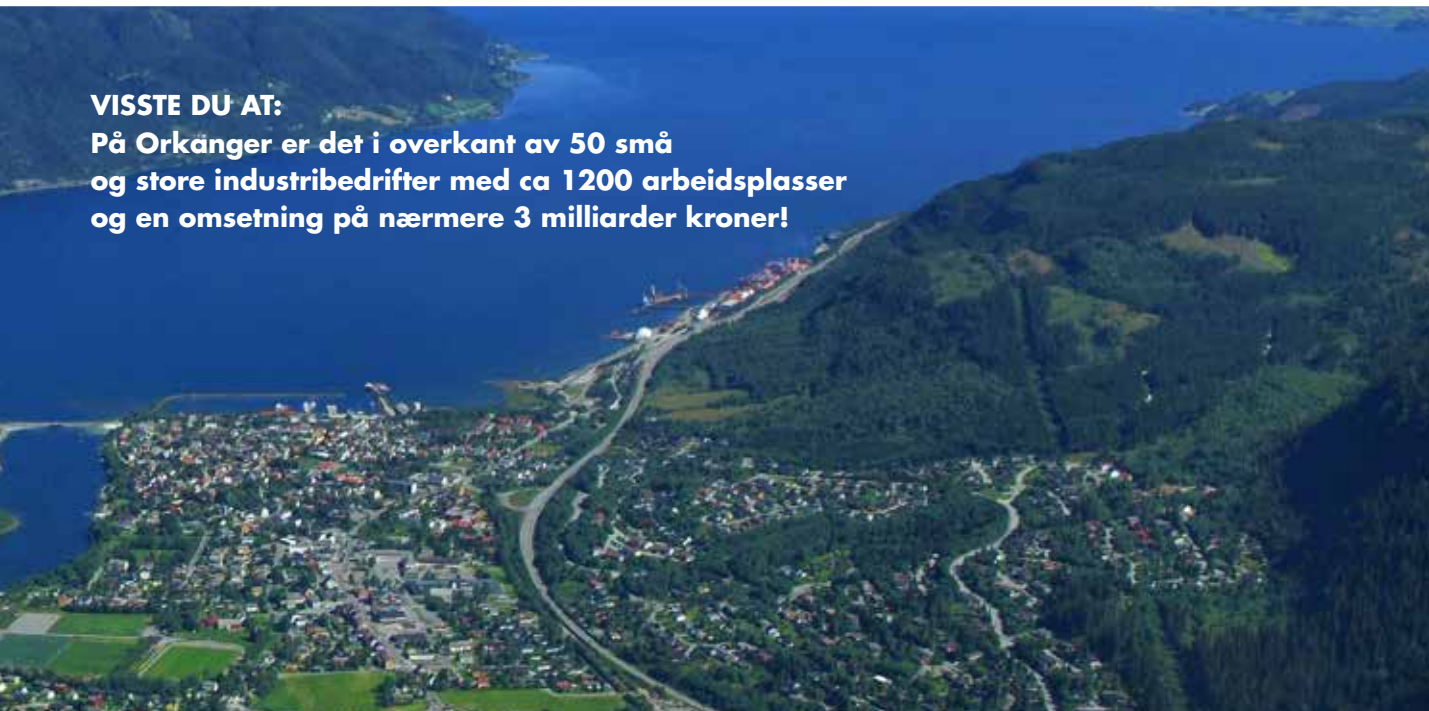 VISSTE DU AT:
På Orkanger er det i overkant av 50 små
og store industribedrifter med ca 1200 arbeidsplasser
og en omsetning på nærmere 3 milliarder kroner!